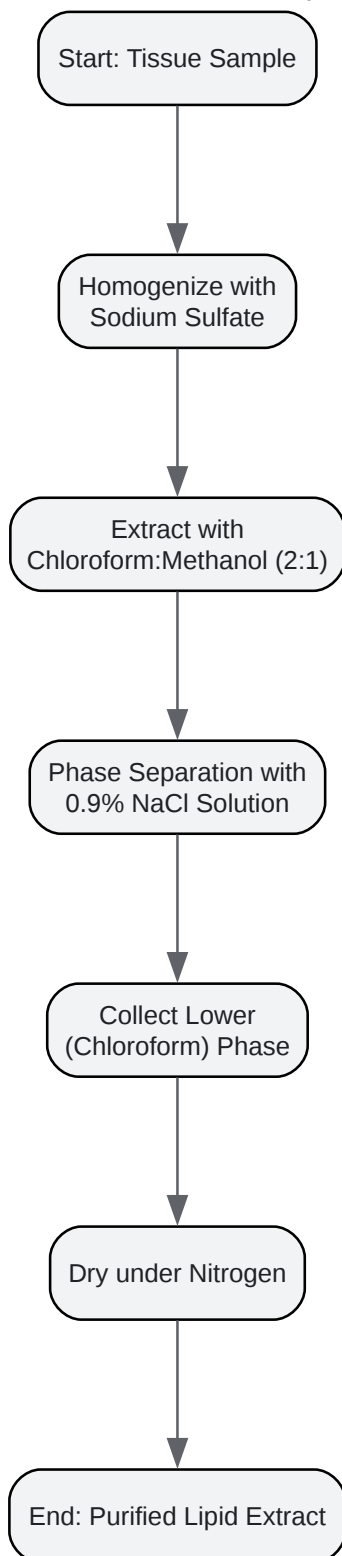 Start: Tissue Sample
Homogenize with
Sodium Sulfate
Extract with
Chloroform:Methanol (2:1)
Phase Separation with
0.9% NaCl Solution
Collect Lower
(Chloroform) Phase
Dry under Nitrogen
End: Purified Lipid Extract